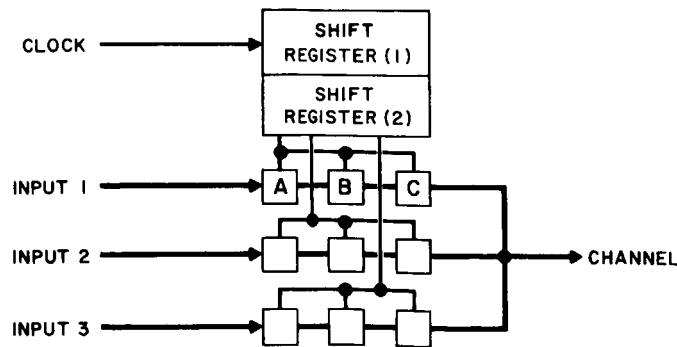 CLOCK
SHIFT
REGISTER (1)
SHIFT
REGISTER (2)
INPUT 1
A
B
C
INPUT 2
CHANNEL
INPUT 3